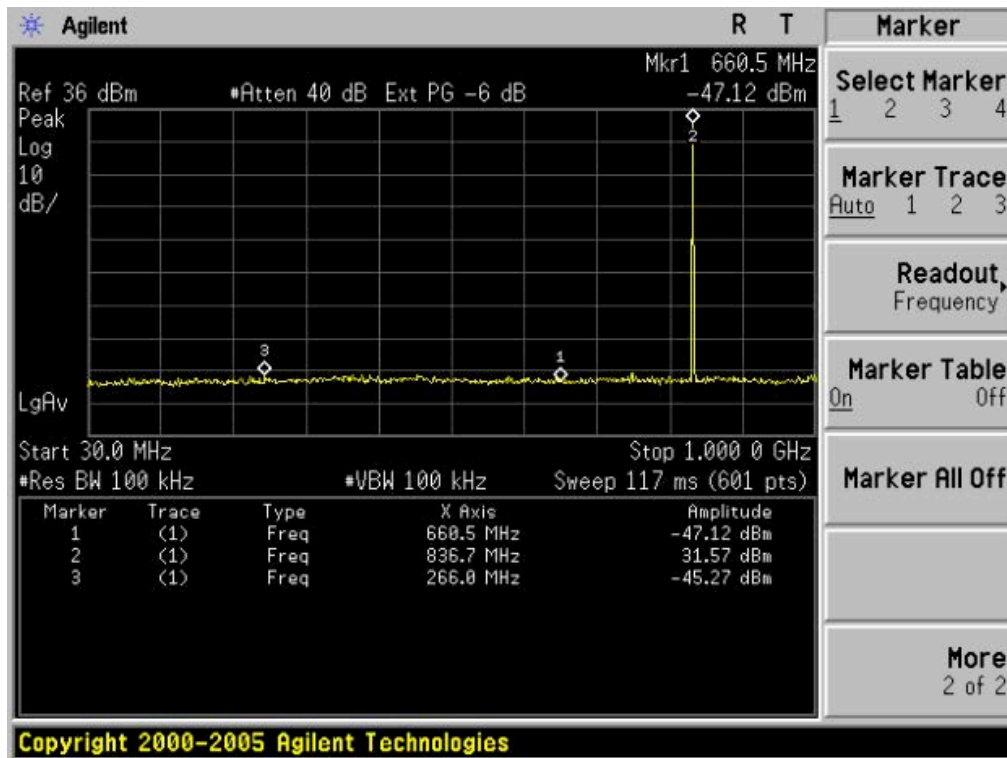 Agilent R T Marker
Mkr1 660.5 MHz
Ref 36 dBm #Atten 40 dB Ext PG -6 dB -47.12 dBm
Peak
Log
10
dB/
2
3
1
LgAv
Start 30.0 MHz Stop 1.000 0 GHz
#Res BW 100 kHz #VBW 100 kHz Sweep 117 ms (601 pts)
Marker Trace Type X Axis Amplitude
1 (1) Freq 660.5 MHz -47.12 dBm
2 (1) Freq 836.7 MHz 31.57 dBm
3 (1) Freq 266.0 MHz -45.27 dBm
Select Marker
1 2 3 4
Marker Trace
Auto 1 2 3
Readout
Frequency
Marker Table
On Off
Marker All Off
More
2 of 2
Copyright 2000-2005 Agilent Technologies